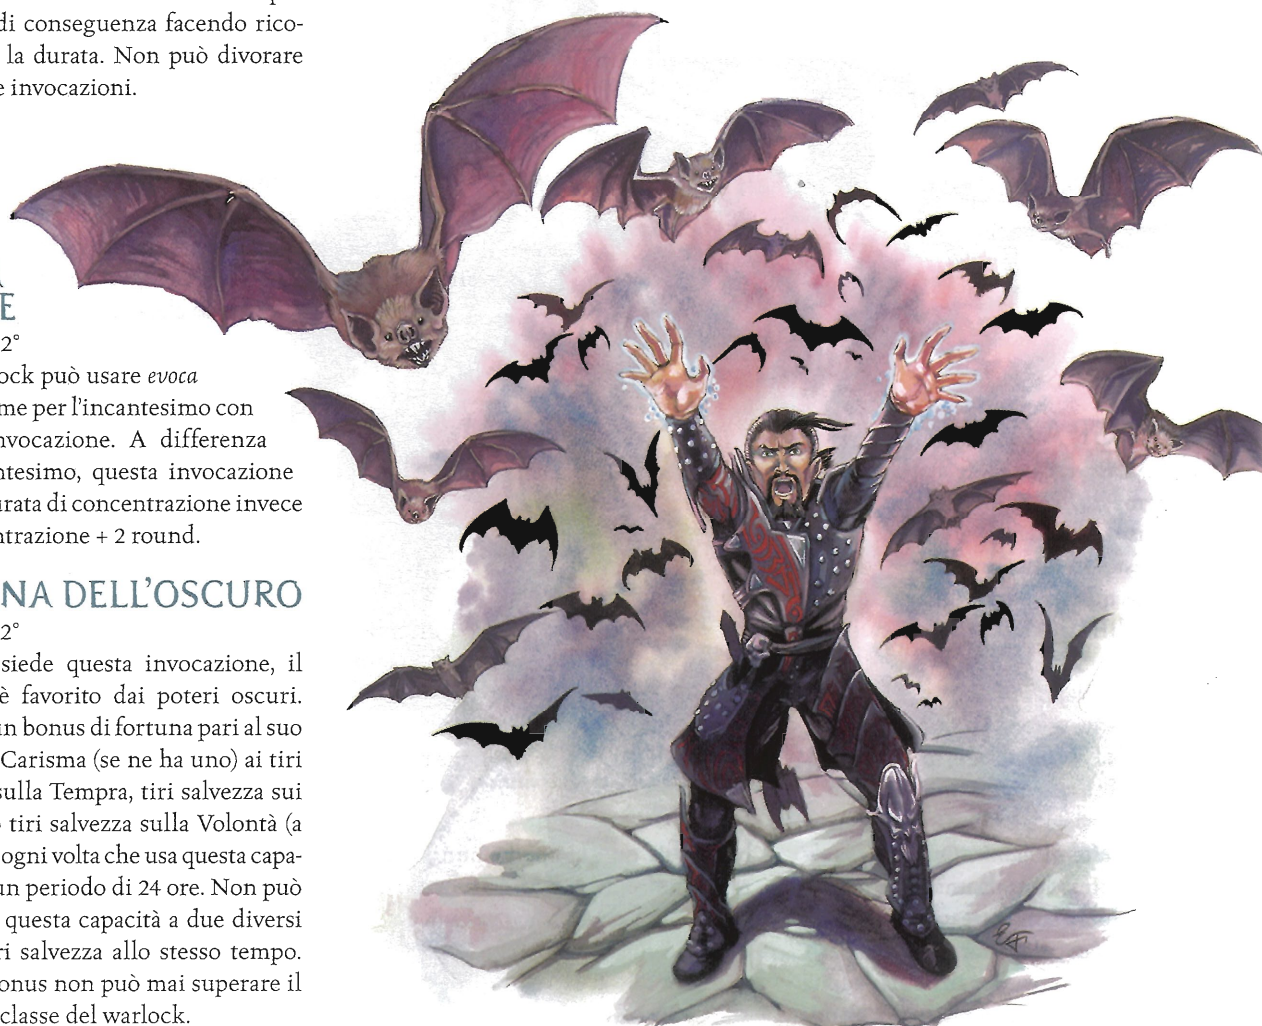 di conseguenza facendo rico-
la durata. Non può divorare
e invocazioni.
E
2°
ock può usare evoca
me per l'incantesimo con
nvocazione. A differenza
ntesimo, questa invocazione
urata di concentrazione invece
ntrazione + 2 round.
NA DELL'OSCURO
2°
siede questa invocazione, il
è favorito dai poteri oscuri.
un bonus di fortuna pari al suo
Carisma (se ne ha uno) ai tiri
sulla Tempra, tiri salvezza sui
tiri salvezza sulla Volontà (a
ogni volta che usa questa capa-
un periodo di 24 ore. Non può
questa capacità a due diversi
ri salvezza allo stesso tempo.
onus non può mai superare il
classe del warlock.